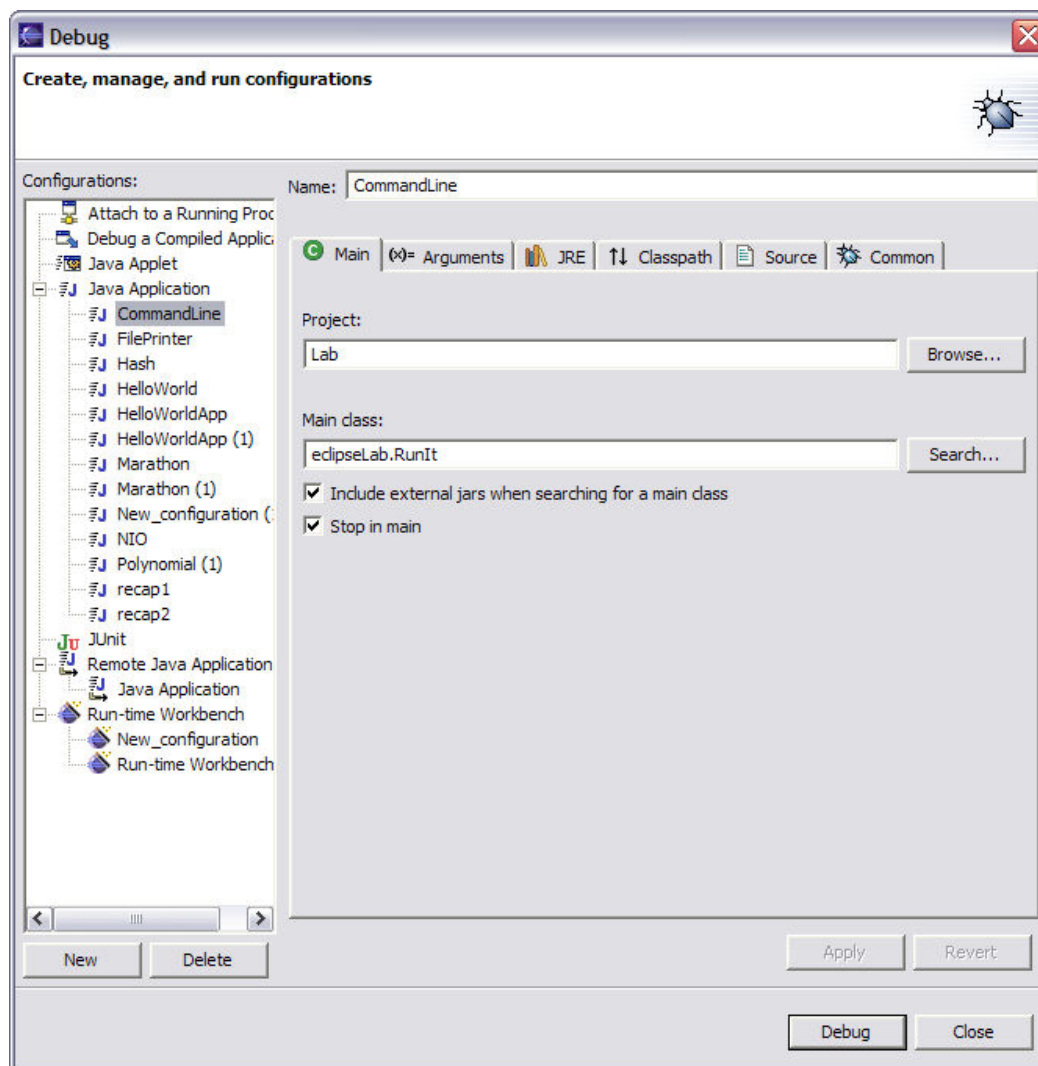 Debug
Create, manage, and run configurations
Configurations:
Attach to a Running Proc
Debug a Compiled Applic
Java Applet
Java Application
CommandLine
FilePrinter
Hash
HelloWorld
HelloWorldApp
HelloWorldApp (1)
Marathon
Marathon (1)
New_configuration (
NIO
Polynomial (1)
recap1
recap2
JUnit
Remote Java Application
Java Application
Run-time Workbench
New_configuration
Run-time Workbench
New Delete
Name: CommandLine
Main (x)= Arguments JRE Classpath Source Common
Project:
Lab Browse...
Main class:
eclipseLab.RunIt Search...
Include external jars when searching for a main class
Stop in main
Apply Revert
Debug Close